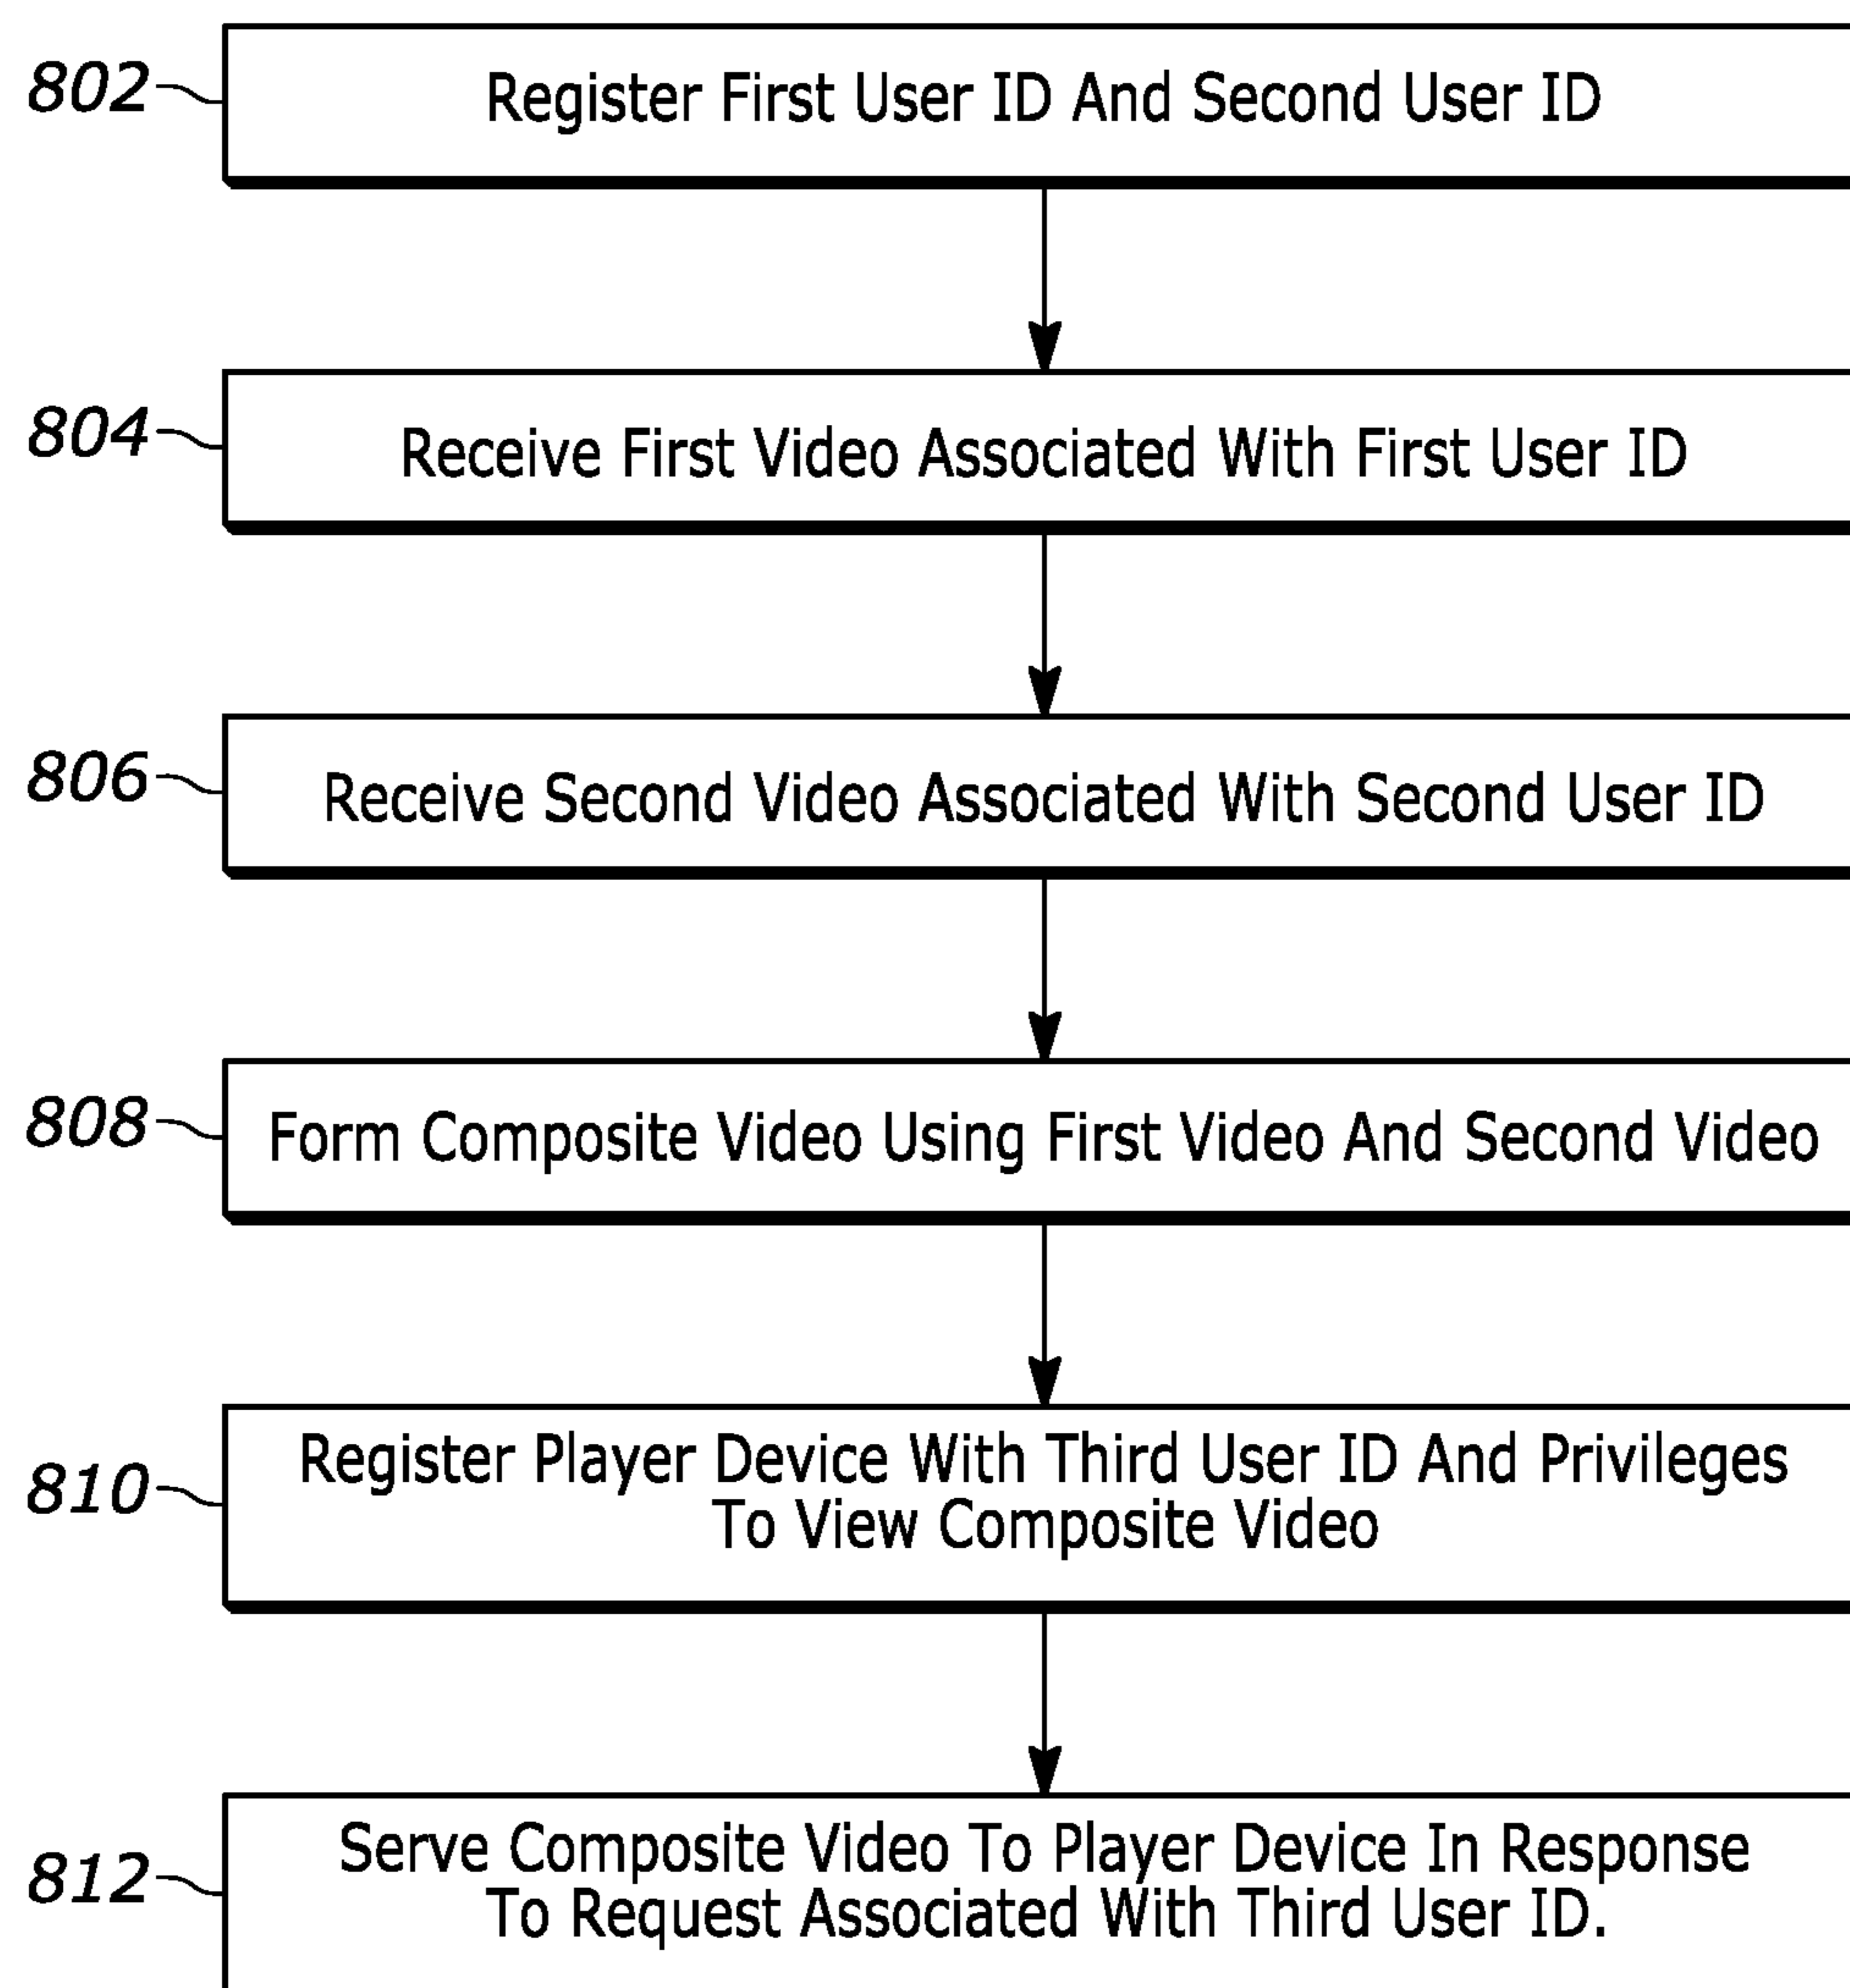 802
Register First User ID And Second User ID
804
Receive First Video Associated With First User ID
806
Receive Second Video Associated With Second User ID
808
Form Composite Video Using First Video And Second Video
810
Register Player Device With Third User ID And Privileges
To View Composite Video
812
Serve Composite Video To Player Device In Response
To Request Associated With Third User ID.